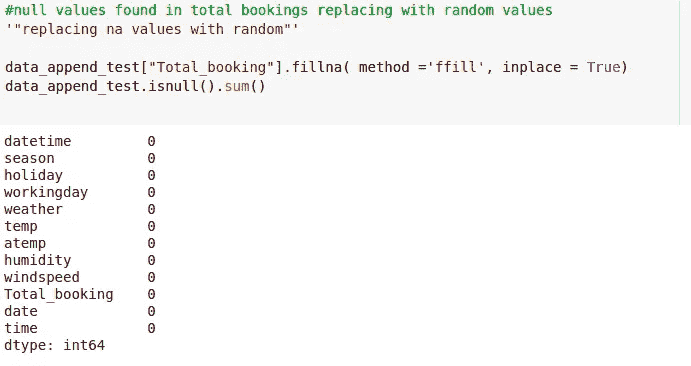 #null values found in total bookings replacing with random values
'"replacing na values with random"'
data_append_test["Total_booking"].fillna( method ='ffill', inplace = True)
data_append_test.isnull().sum()
datetime 0
season 0
holiday 0
workingday 0
weather 0
temp 0
atemp 0
humidity 0
windspeed 0
Total_booking 0
date 0
time 0
dtype: int64